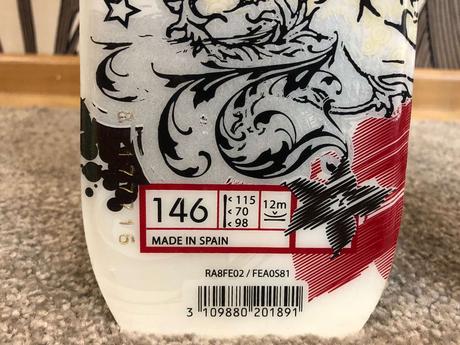 146
< 115
< 70
< 98
12m
MADE IN SPAIN
RA8FE02 / FEA0S81
3 109880 201891